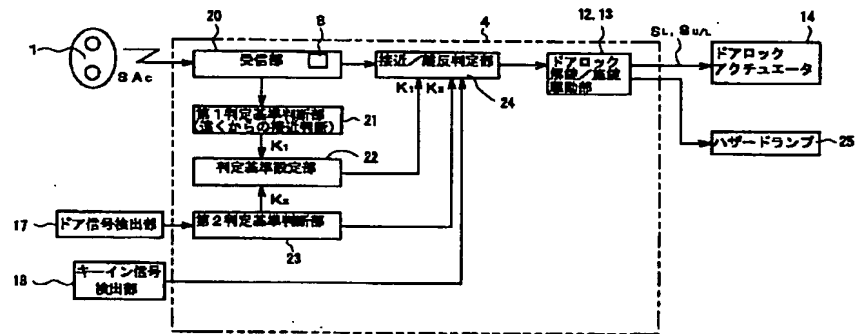 20
8
4
12,13
SL, SU/L
14
1
SAc
受信部
接近/離反判定部
ドアロック
解錠/施錠
駆動部
ドアロック
アクチュエータ
K1 K2
24
第1判定基準判断部
(遠くからの接近判断)
21
K1
22
ハザードランプ
25
判定基準設定部
K2
17
ドア信号検出部
第2判定基準判断部
23
18
キーイン信号
検出部